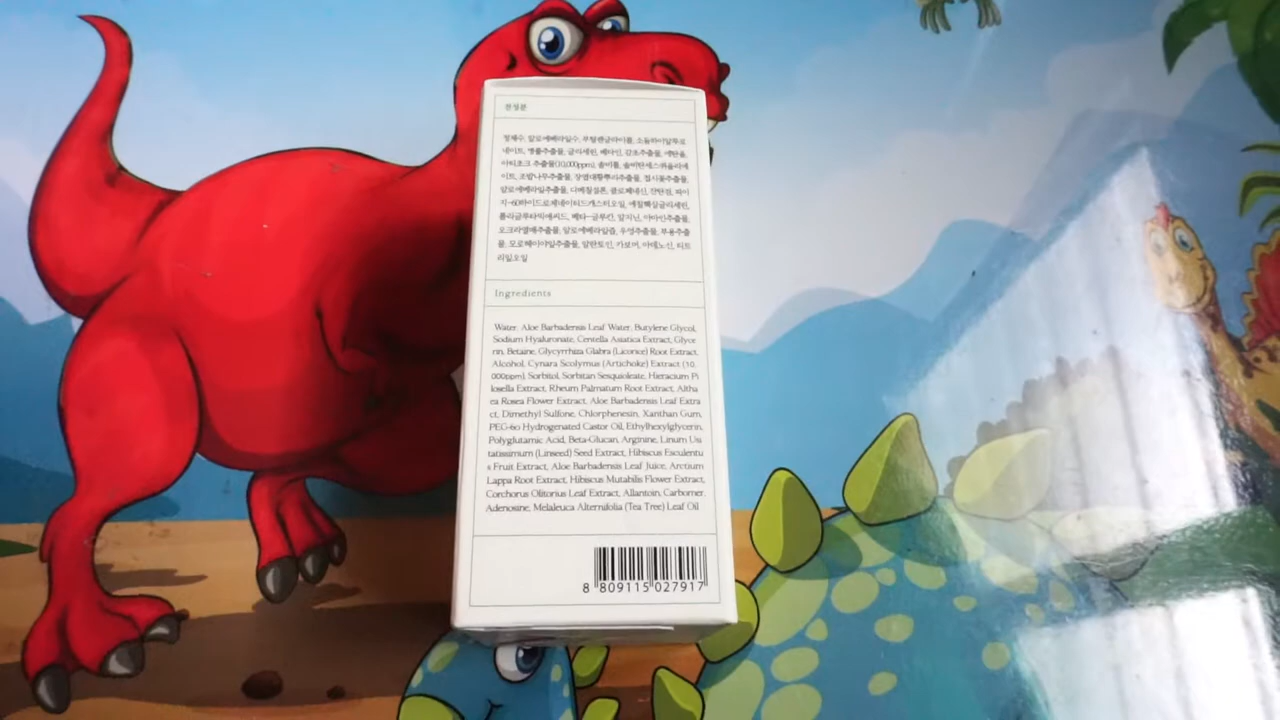 전성분
정제수, 알로에베라잎수, 부틸렌글라이콜, 소듐하이알루로
네이트, 병풀추출물, 글리세린, 베타인, 감초추출물, 에탄올,
아티초크 추출물(10,000ppm), 솔비톨, 솔비탄세스퀴올리에
이트, 조밥나무추출물, 장엽대황뿌리추출물, 접시꽃추출물,
알로에베라잎추출물, 디메칠설폰, 클로페네신, 잔탄검, 피이
지-60하이드로제네이티드캐스터오일, 에칠헥실글리세린,
폴리글루타믹애씨드, 베타-글루칸, 알지닌, 아마인추출물,
오크라열매추출물, 알로에베라잎즙, 우엉추출물, 부용추출
물, 모로헤이야잎추출물, 알란토인, 카보머, 아데노신, 티트
리잎오일
Ingredients
Water, Aloe Barbadensis Leaf Water, Butylene Glycol,
Sodium Hyaluronate, Centella Asiatica Extract, Glyce
rin, Betaine, Glycyrrhiza Glabra (Licorice) Root Extract,
Alcohol, Cynara Scolymus (Artichoke) Extract (10,
000ppm), Sorbitol, Sorbitan Sesquioleate, Hieracium Pi
losella Extract, Rheum Palmatum Root Extract, Altha
ea Rosea Flower Extract, Aloe Barbadensis Leaf Extra
ct, Dimethyl Sulfone, Chlorphenesin, Xanthan Gum,
PEG-60 Hydrogenated Castor Oil, Ethylhexylglycerin,
Polyglutamic Acid, Beta-Glucan, Arginine, Linum Usi
tatissimum (Linseed) Seed Extract, Hibiscus Esculentu
s Fruit Extract, Aloe Barbadensis Leaf Juice, Arctium
Lappa Root Extract, Hibiscus Mutabilis Flower Extract,
Corchorus Olitorius Leaf Extract, Allantoin, Carbomer,
Adenosine, Melaleuca Alternifolia (Tea Tree) Leaf Oil
8 809115 027917